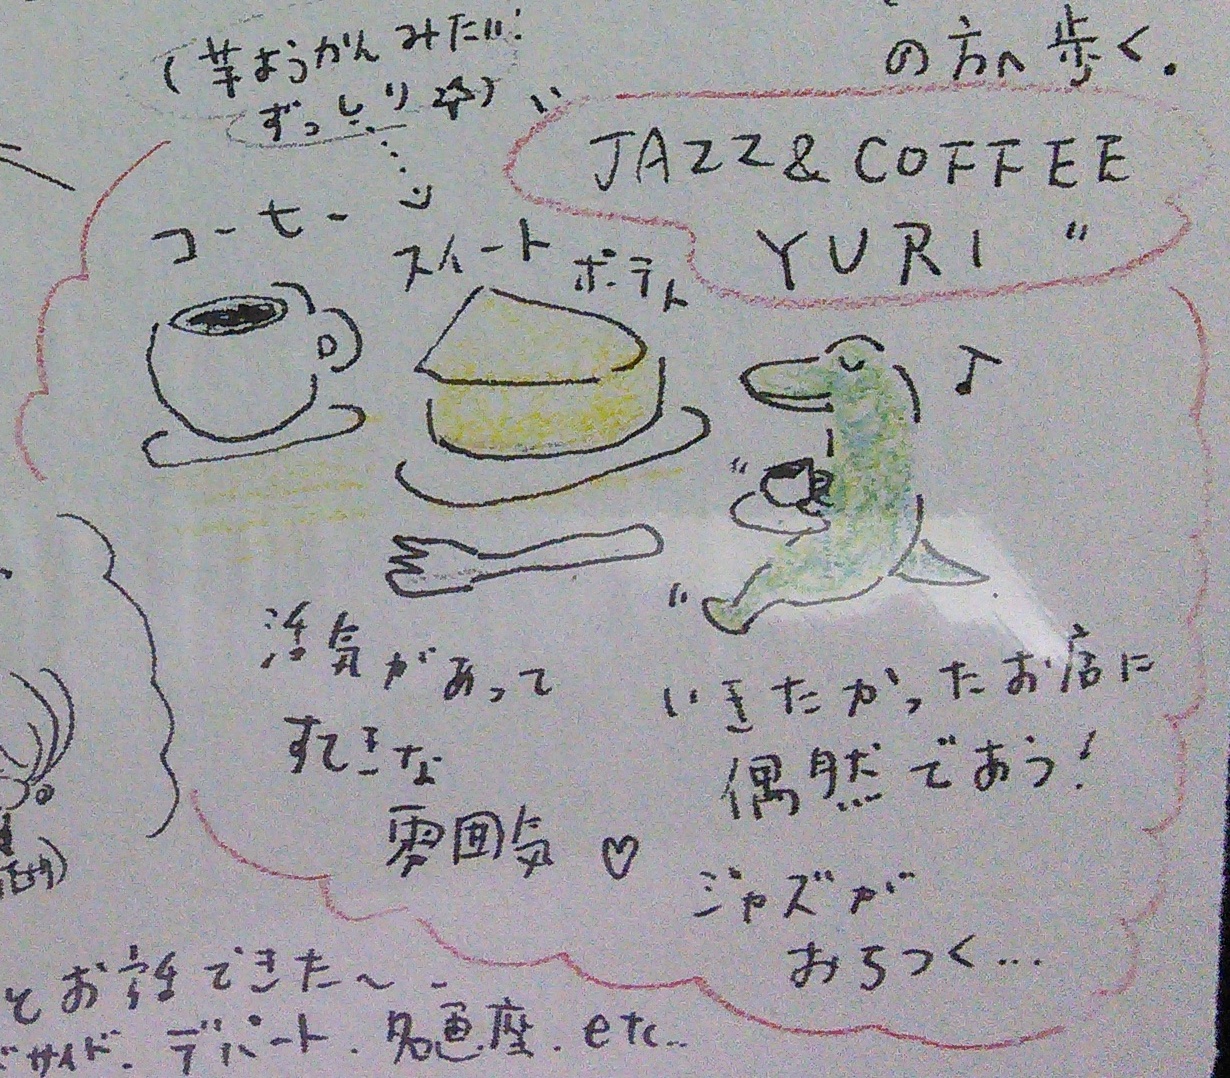 の方へ歩く。
(芋ようかんみたい!
ずっしり☆)
JAZZ & COFFEE
YURI "
コーヒー
スイートポテト
♪
活気があって
すてきな
雰囲気 ♡
いきたかったお店に
偶然であう!
ジャズが
おちつく...
とお話できた〜
サイド. デパート. 名画座. etc..